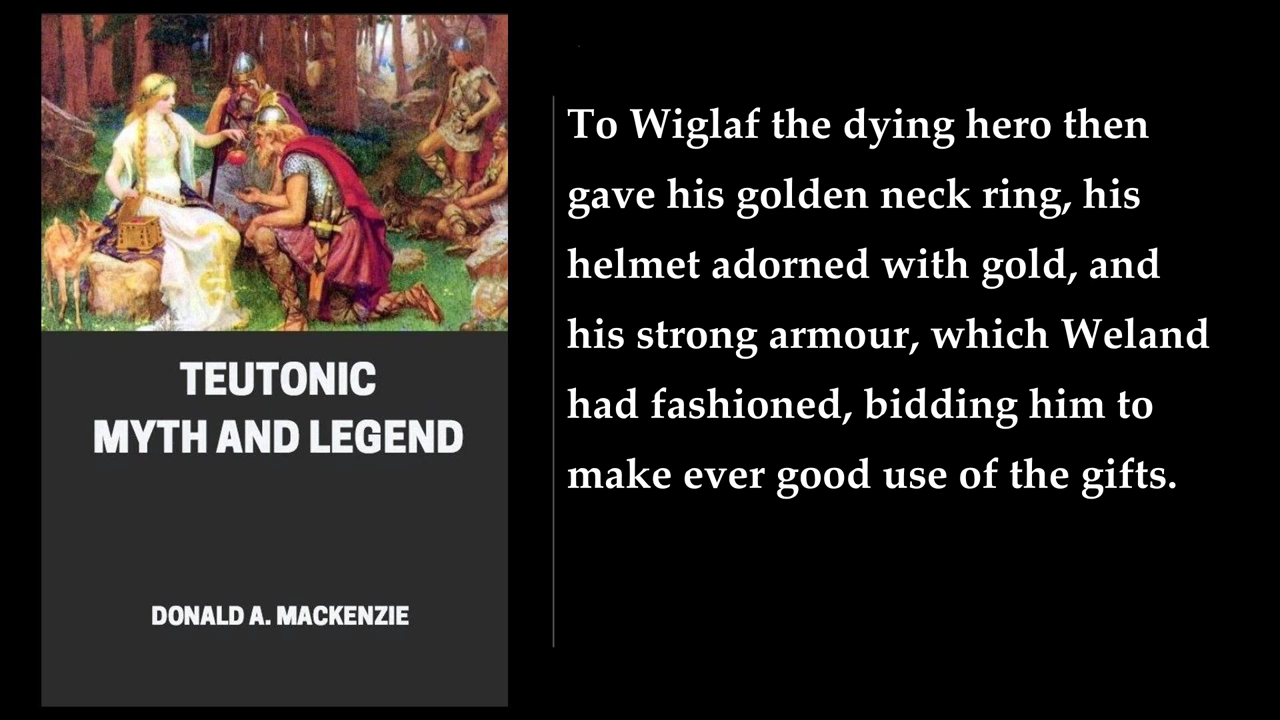 TEUTONIC
MYTH AND LEGEND
DONALD A. MACKENZIE
To Wiglaf the dying hero then
gave his golden neck ring, his
helmet adorned with gold, and
his strong armour, which Weland
had fashioned, bidding him to
make ever good use of the gifts.